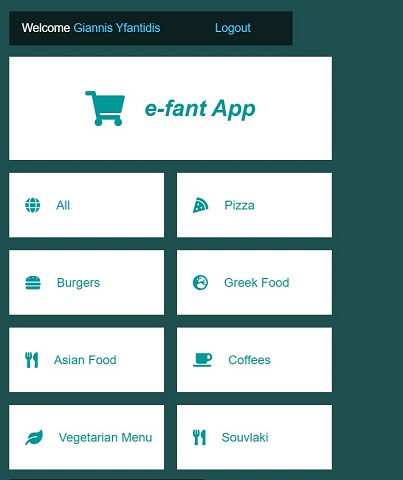 Welcome Giannis Yfantidis Logout
e-fant App
All Pizza
Burgers Greek Food
Asian Food Coffees
Vegetarian Menu Souvlaki